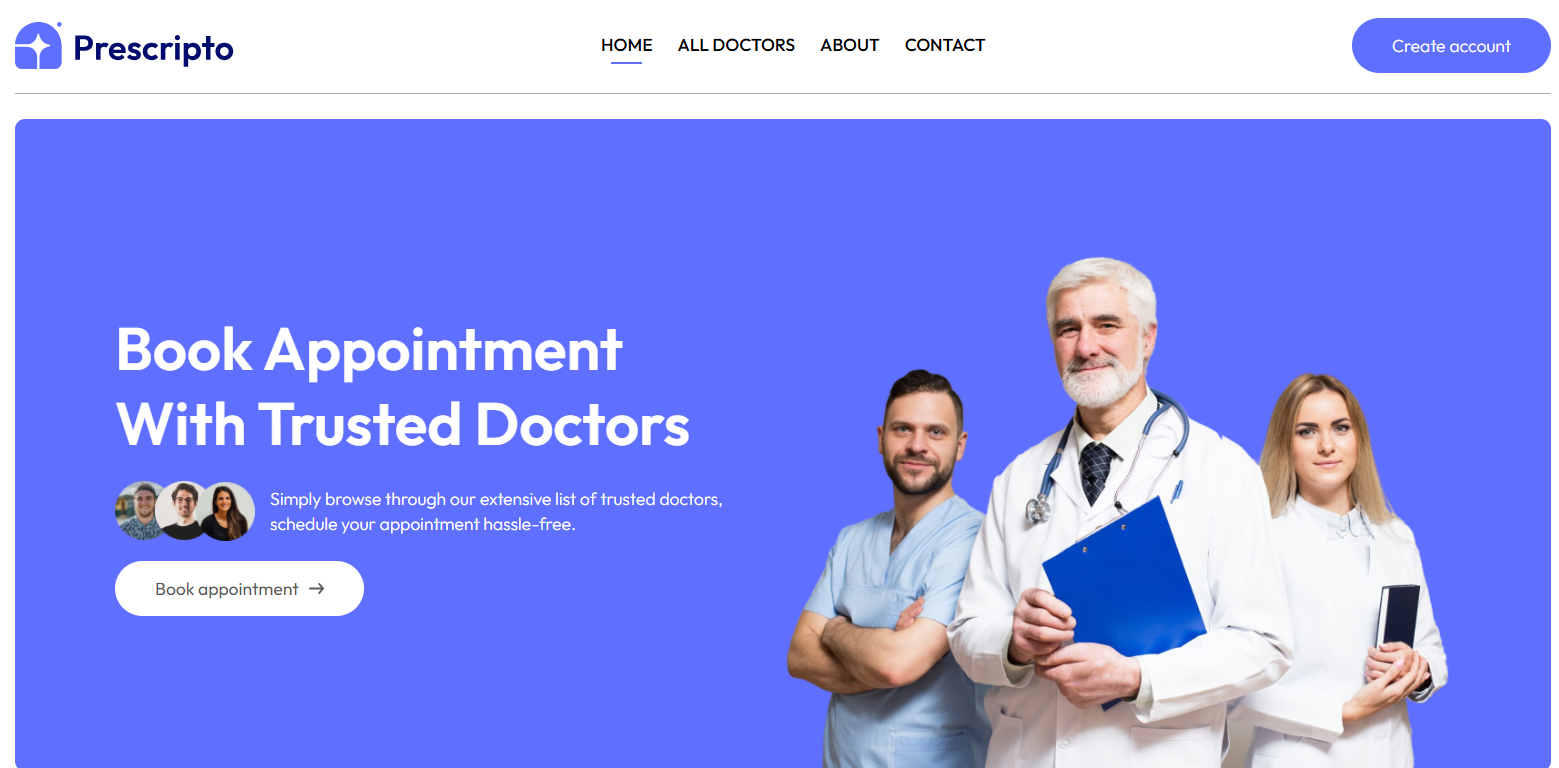 Prescripto
HOME
ALL DOCTORS
ABOUT
CONTACT
Create account
Book Appointment
With Trusted Doctors
Simply browse through our extensive list of trusted doctors,
schedule your appointment hassle-free.
Book appointment →